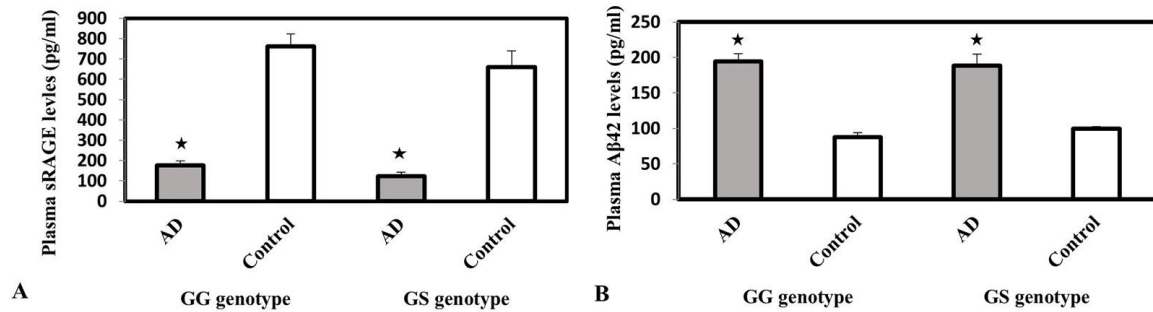 Plasma sRAGE levles (pg/ml)
900
800
700
600
500
400
300
200
100
0
★
★
AD
Control
AD
Control
GG genotype
GS genotype
A
Plasma Aβ42 levels (pg/ml)
250
200
150
100
50
0
★
★
AD
Control
AD
Control
GG genotype
GS genotype
B